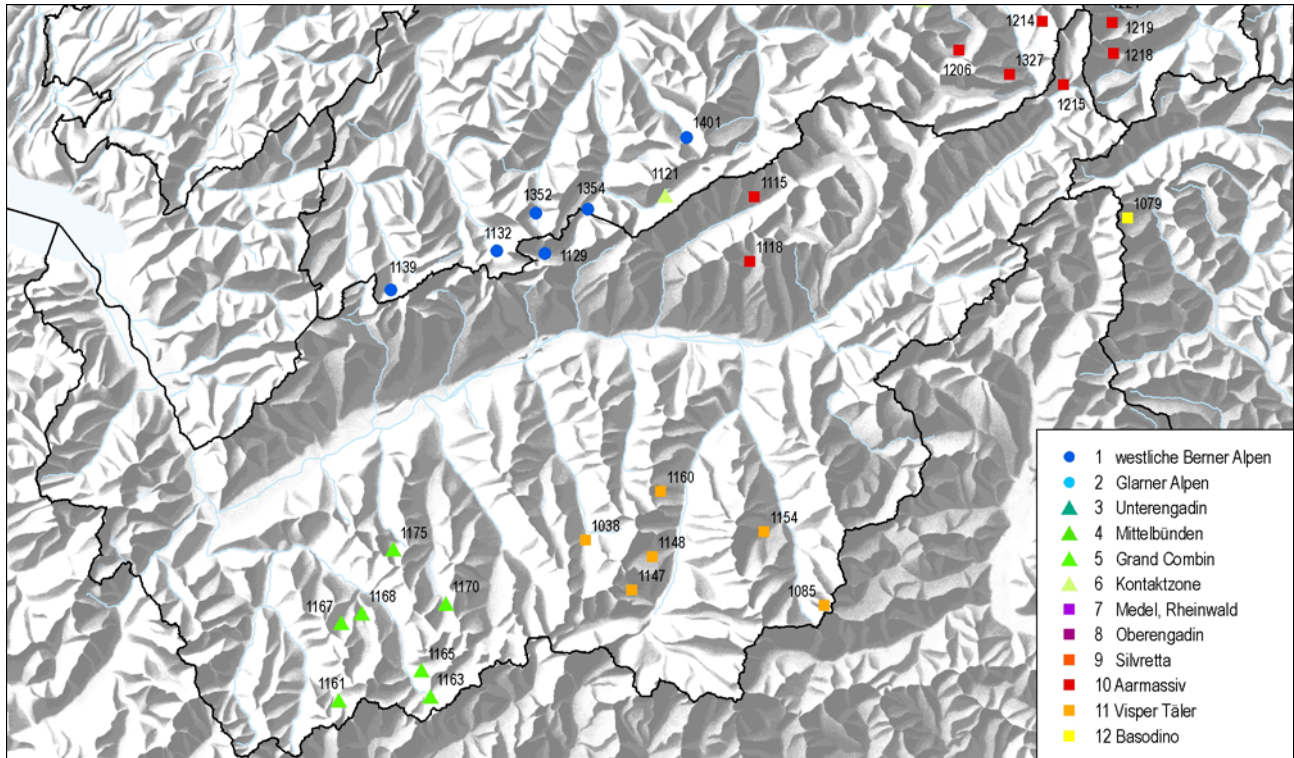 1214
1219
1206
1327
1218
1215
1401
1121
1115
1352
1354
1079
1132
1129
1118
1139
1160
1038
1154
1175
1148
1147
1085
1170
1167
1168
1165
1161
1163
1 westliche Berner Alpen
2 Glarner Alpen
3 Unterengadin
4 Mittelbünden
5 Grand Combin
6 Kontaktzone
7 Medel, Rheinwald
8 Oberengadin
9 Silvretta
10 Aarmassiv
11 Visper Täler
12 Basodino